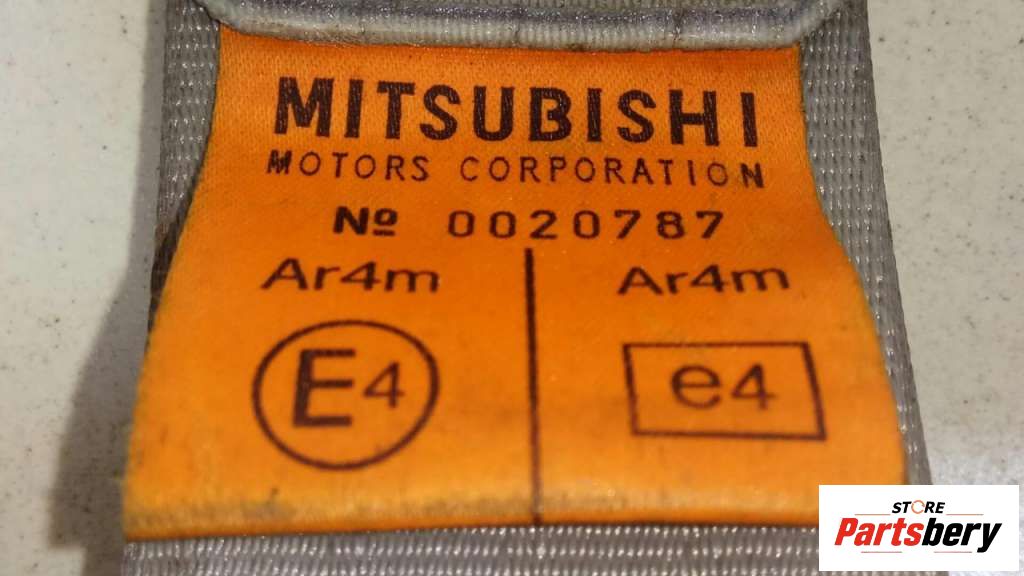 MITSUBISHI
MOTORS CORPORATION
№ 0020787
Ar4m Ar4m
E4 e4
STORE
Partsbery